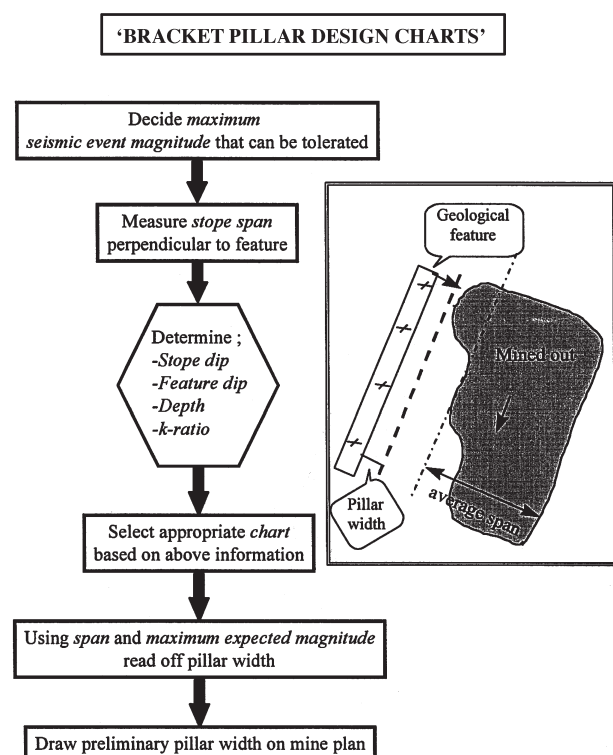 ‘BRACKET PILLAR DESIGN CHARTS’
Decide maximum
seismic event magnitude that can be tolerated
Measure stope span
perpendicular to feature
Determine ;
-Stope dip
-Feature dip
-Depth
-k-ratio
Select appropriate chart
based on above information
Using span and maximum expected magnitude
read off pillar width
Draw preliminary pillar width on mine plan
Geological
feature
Mined out
average span
Pillar
width